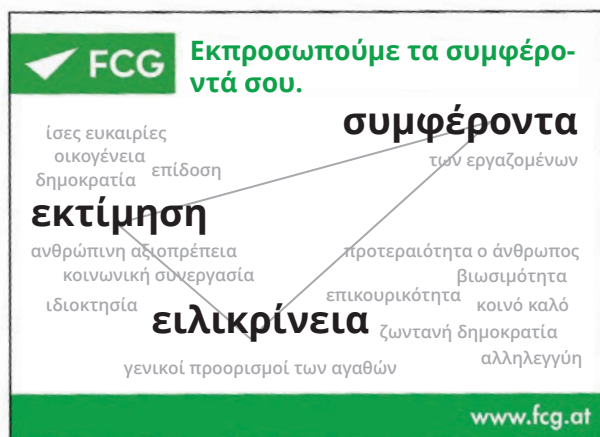 FCG
Εκπροσωπούμε τα συμφέρο-
ντά σου.
συμφέροντα
των εργαζομένων
ίσες ευκαιρίες
οικογένεια
επίδοση
δημοκρατία
εκτίμηση
ανθρώπινη αξιοπρέπεια
κοινωνική συνεργασία
ιδιοκτησία
προτεραιότητα ο άνθρωπος
βιωσιμότητα
επικουρικότητα
κοινό καλό
ειλικρίνεια
ζωντανή δημοκρατία
αλληλεγγύη
γενικοί προορισμοί των αγαθών
www.fcg.at